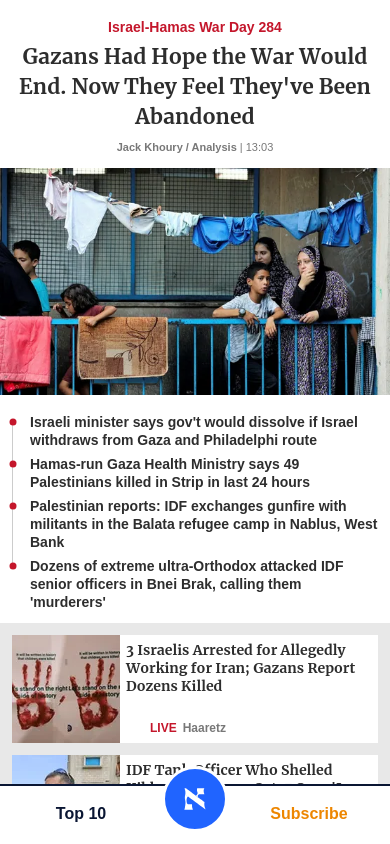 Israel-Hamas War Day 284
Gazans Had Hope the War Would
End. Now They Feel They've Been
Abandoned
Jack Khoury / Analysis | 13:03
Israeli minister says gov't would dissolve if Israel
withdraws from Gaza and Philadelphi route
Hamas-run Gaza Health Ministry says 49
Palestinians killed in Strip in last 24 hours
Palestinian reports: IDF exchanges gunfire with
militants in the Balata refugee camp in Nablus, West
Bank
Dozens of extreme ultra-Orthodox attacked IDF
senior officers in Bnei Brak, calling them
'murderers'
3 Israelis Arrested for Allegedly
Working for Iran; Gazans Report
Dozens Killed
LIVE Haaretz
IDF Tank Officer Who Shelled
Top 10
Subscribe